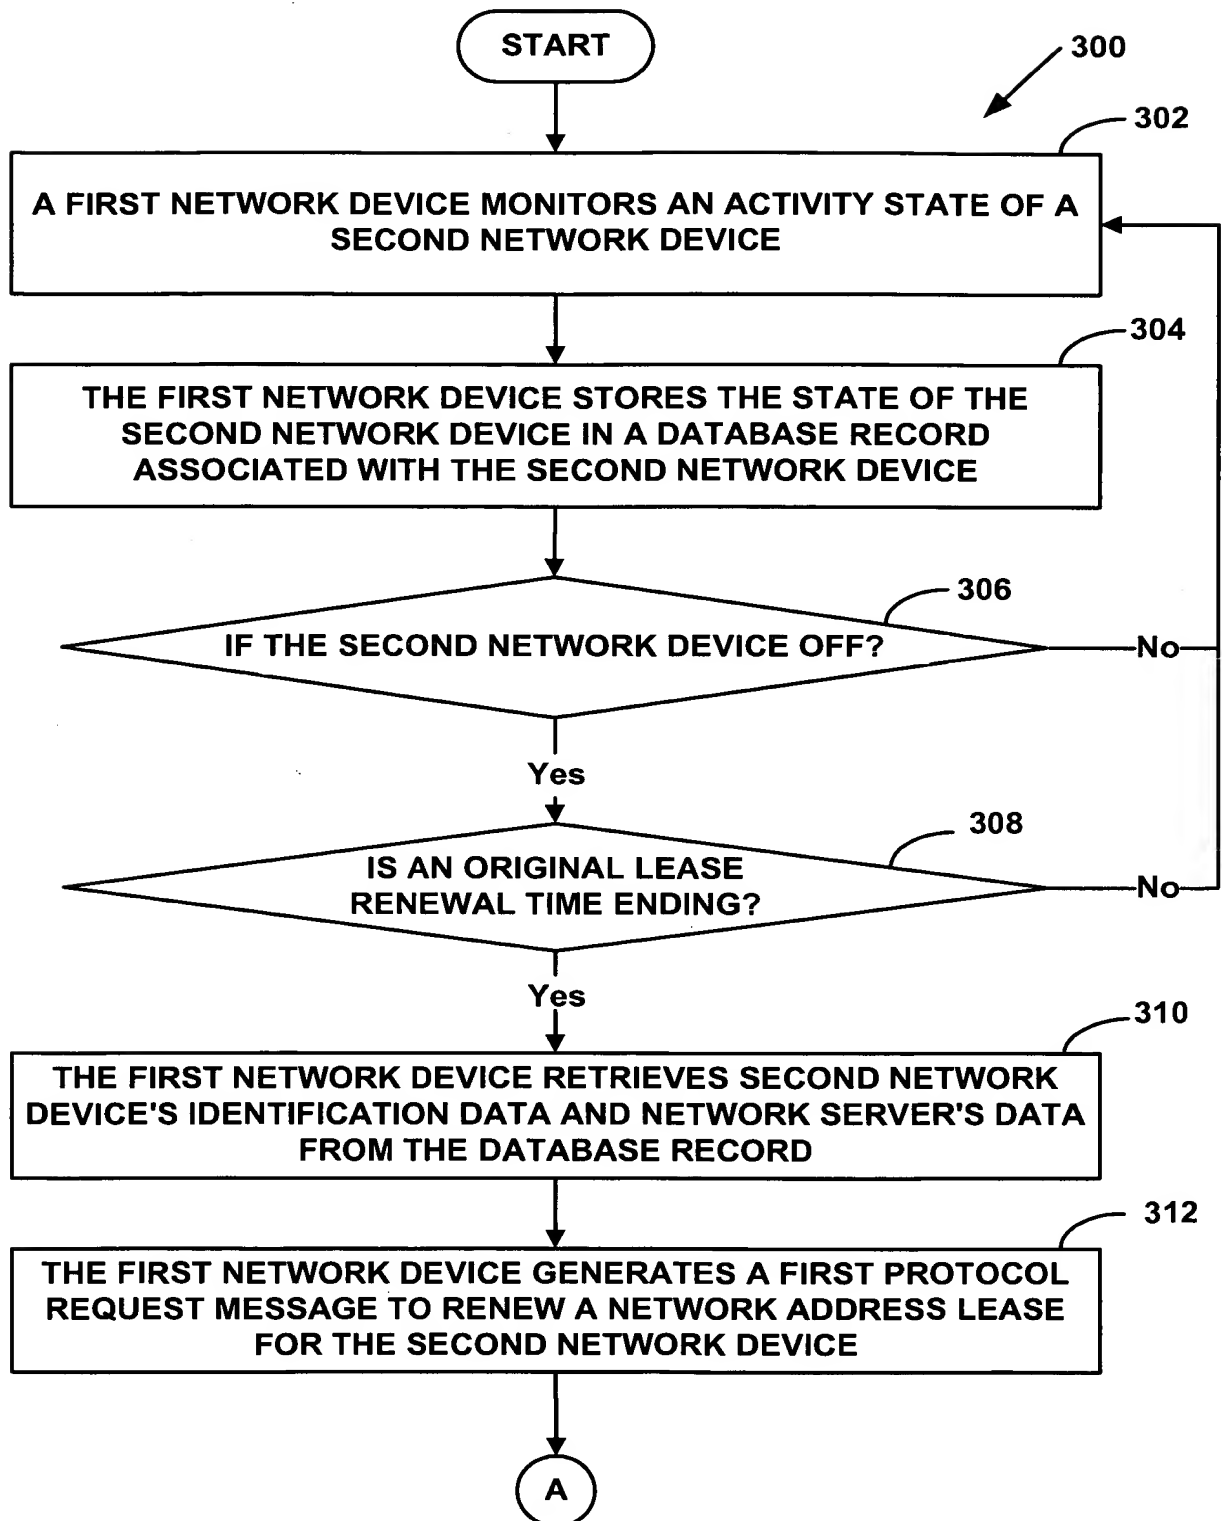 START
300
302
A FIRST NETWORK DEVICE MONITORS AN ACTIVITY STATE OF A
SECOND NETWORK DEVICE
304
THE FIRST NETWORK DEVICE STORES THE STATE OF THE
SECOND NETWORK DEVICE IN A DATABASE RECORD
ASSOCIATED WITH THE SECOND NETWORK DEVICE
306
IF THE SECOND NETWORK DEVICE OFF?
No
Yes
308
IS AN ORIGINAL LEASE
RENEWAL TIME ENDING?
No
Yes
310
THE FIRST NETWORK DEVICE RETRIEVES SECOND NETWORK
DEVICE'S IDENTIFICATION DATA AND NETWORK SERVER'S DATA
FROM THE DATABASE RECORD
312
THE FIRST NETWORK DEVICE GENERATES A FIRST PROTOCOL
REQUEST MESSAGE TO RENEW A NETWORK ADDRESS LEASE
FOR THE SECOND NETWORK DEVICE
A